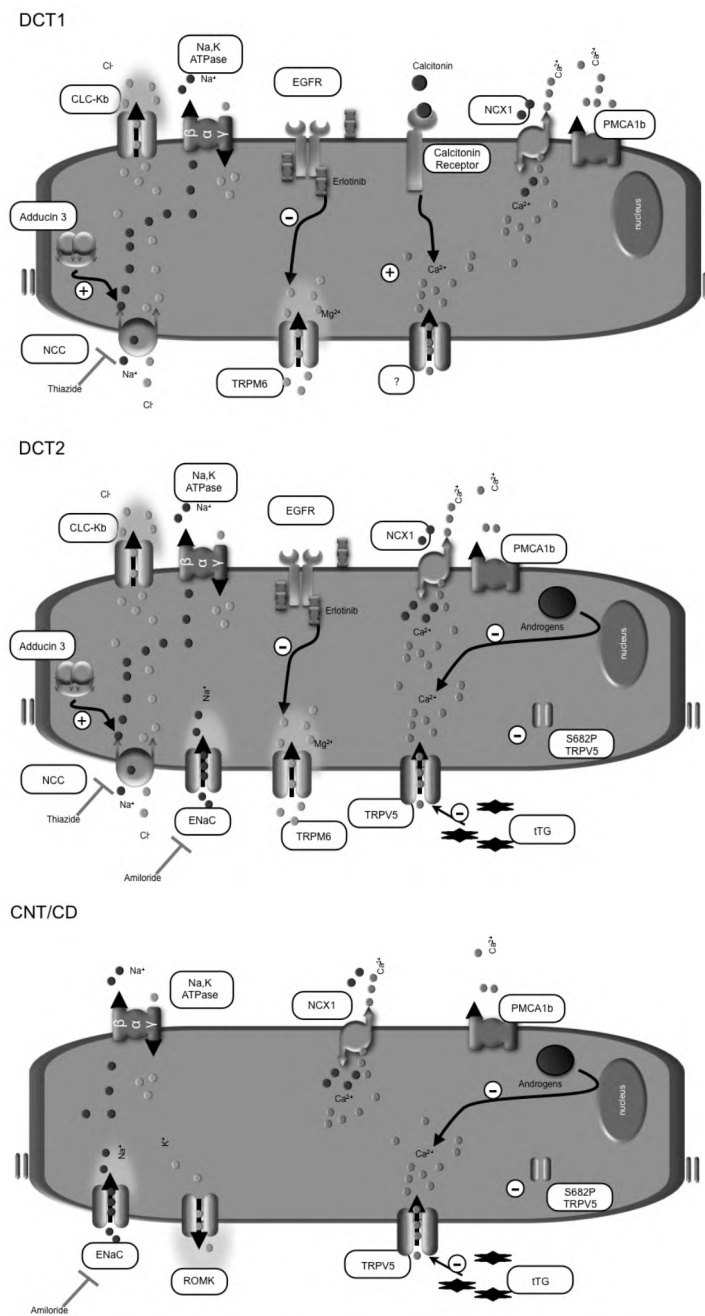 DCT1
Cl-
Na,K
ATPase
Na+
CLC-Kb
β α γ
EGFR
Erlotinib
Calcitonin
Calcitonin
Receptor
NCX1
Ca2+
Ca2+
PMCA1b
Ca2+
nucleus
Adducin 3
+
-
+
Ca2+
Mg2+
NCC
Thiazide
Na+
Cl-
TRPM6
?
DCT2
Cl-
Na,K
ATPase
Na+
CLC-Kb
β α γ
EGFR
Erlotinib
NCX1
Ca2+
Ca2+
PMCA1b
Ca2+
Androgens
nucleus
Adducin 3
+
-
-
Na+
Ca2+
Mg2+
-
S682P
TRPV5
NCC
Thiazide
Na+
Cl-
ENaC
Amiloride
TRPM6
TRPV5
-
tTG
CNT/CD
Na+
Na,K
ATPase
β α γ
NCX1
Ca2+
Ca2+
PMCA1b
Ca2+
Androgens
nucleus
-
Na+
K+
Ca2+
-
S682P
TRPV5
ENaC
Amiloride
ROMK
TRPV5
-
tTG